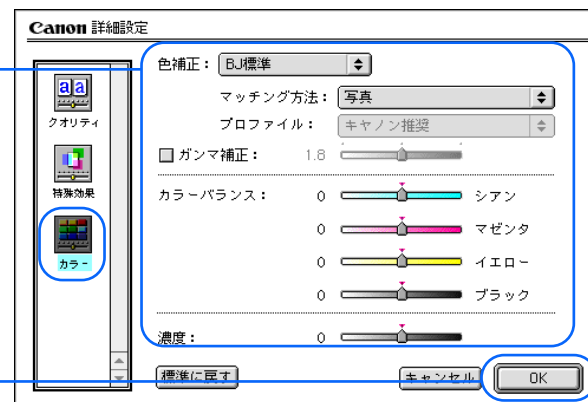 Canon 詳細設定
クオリティ
特殊効果
カラー
色補正： BJ標準
マッチング方法： 写真
プロファイル： キヤノン推奨
ガンマ補正： 1.8
カラーバランス： 0 シアン
0 マゼンタ
0 イエロー
0 ブラック
濃度： 0
標準に戻す キャンセル OK